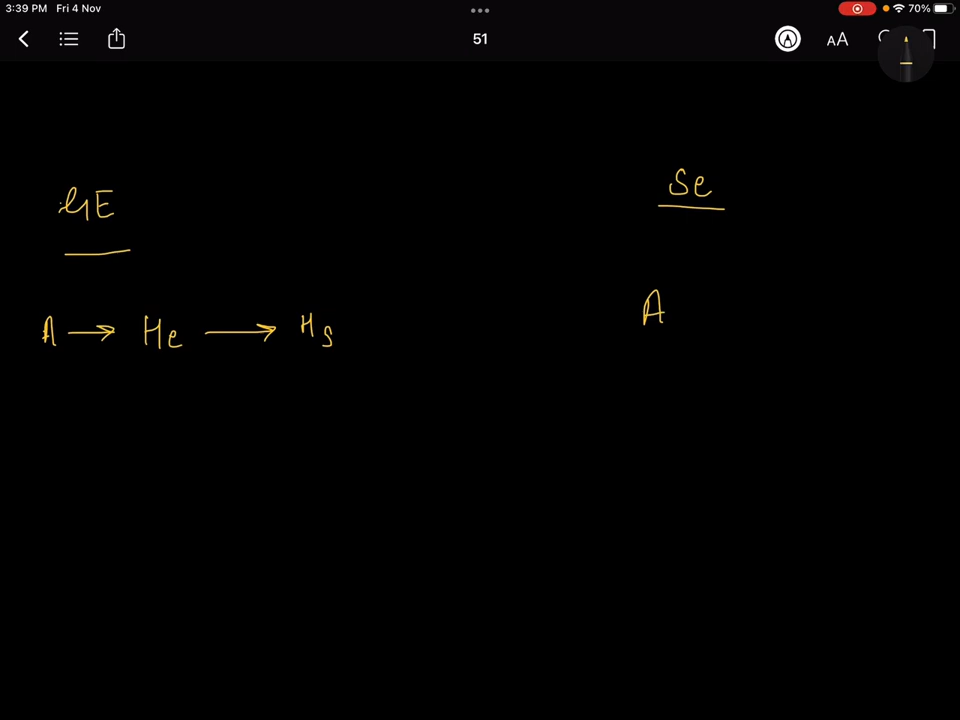 3:39 PM Fri 4 Nov
70%
51
AA
GE
Se
A → He → Hs
A